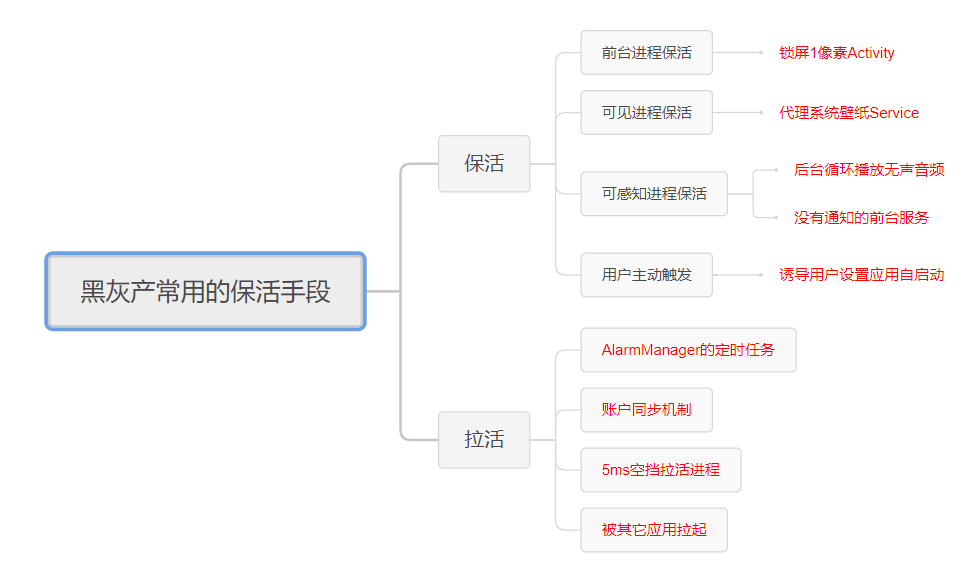 黑灰产常用的保活手段
保活
前台进程保活
锁屏1像素Activity
可见进程保活
代理系统壁纸Service
可感知进程保活
后台循环播放无声音频
没有通知的前台服务
用户主动触发
诱导用户设置应用自启动
拉活
AlarmManager的定时任务
账户同步机制
5ms空挡拉活进程
被其它应用拉起